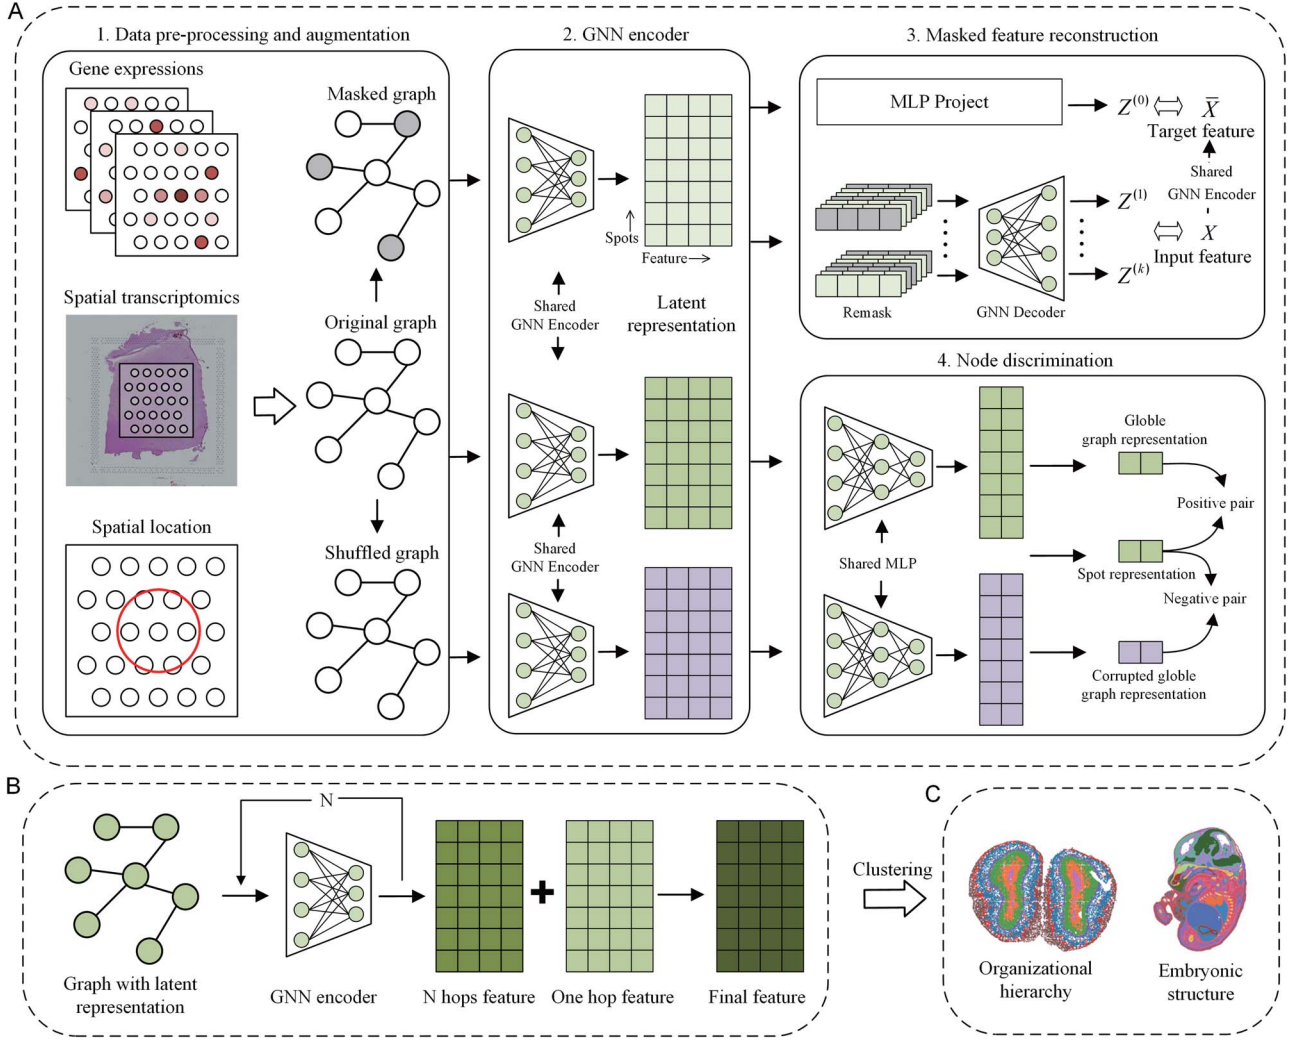 A
1. Data pre-processing and augmentation
Gene expressions
Masked graph
Spatial transcriptomics
Original graph
Spatial location
Shuffled graph
2. GNN encoder
Spots
Feature
Shared
GNN Encoder
Latent
representation
Shared
GNN Encoder
3. Masked feature reconstruction
MLP Project
Z^(0) X̄
Target feature
Shared
GNN Encoder
Z^(1)
X
Input feature
Z^(k)
Remask
GNN Decoder
4. Node discrimination
Globle
graph representation
Positive pair
Shared MLP
Spot representation
Negative pair
Corrupted globle
graph representation
B
N
Graph with latent
representation
GNN encoder
N hops feature
One hop feature
Final feature
Clustering
C
Organizational
hierarchy
Embryonic
structure